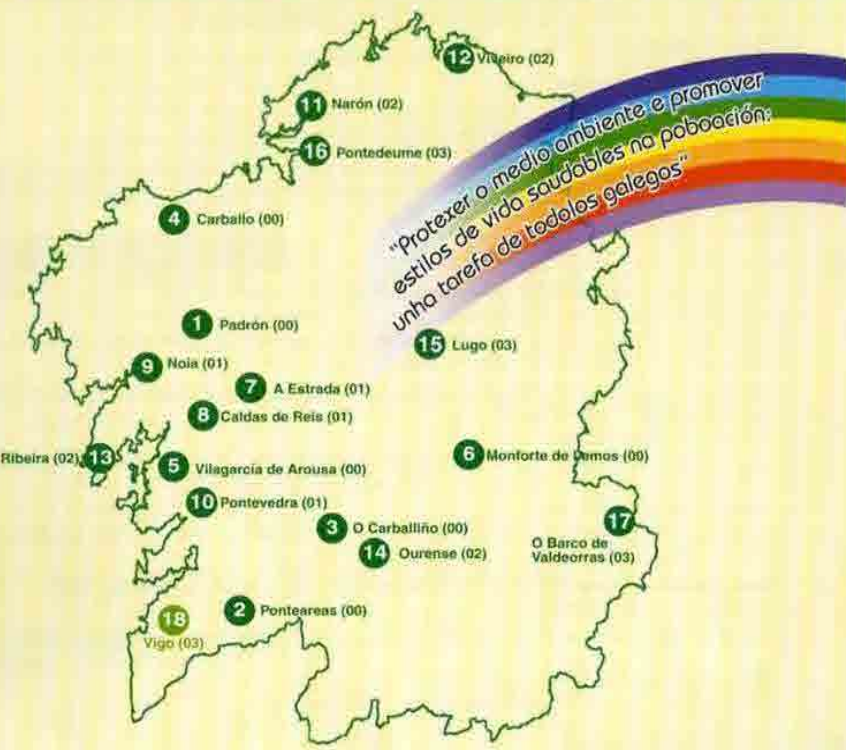 12 Viveiro (02)
11 Narón (02)
16 Pontedeume (03)
"Protexer o medio ambiente e promover
estilos de vida saudables na poboación:
unha tarefa de todolos galegos"
4 Carballo (00)
1 Padrón (00)
15 Lugo (03)
9 Noia (01)
7 A Estrada (01)
8 Caldas de Reis (01)
Ribeira (02) 13
5 Vilagarcía de Arousa (00)
6 Monforte de Lemos (00)
10 Pontevedra (01)
3 O Carballiño (00)
17
O Barco de
Valdeorras (03)
14 Ourense (02)
2 Ponteareas (00)
18
Vigo (03)